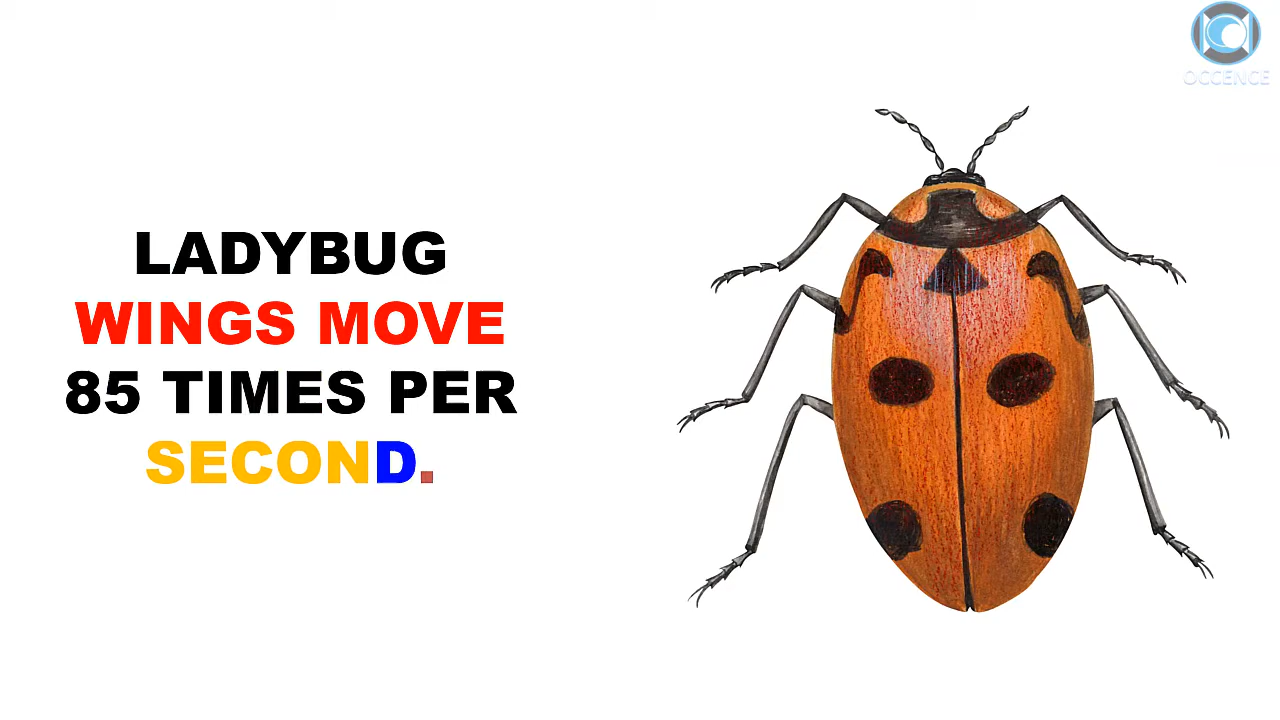 OCCENCE
LADYBUG
WINGS MOVE
85 TIMES PER
SECOND.